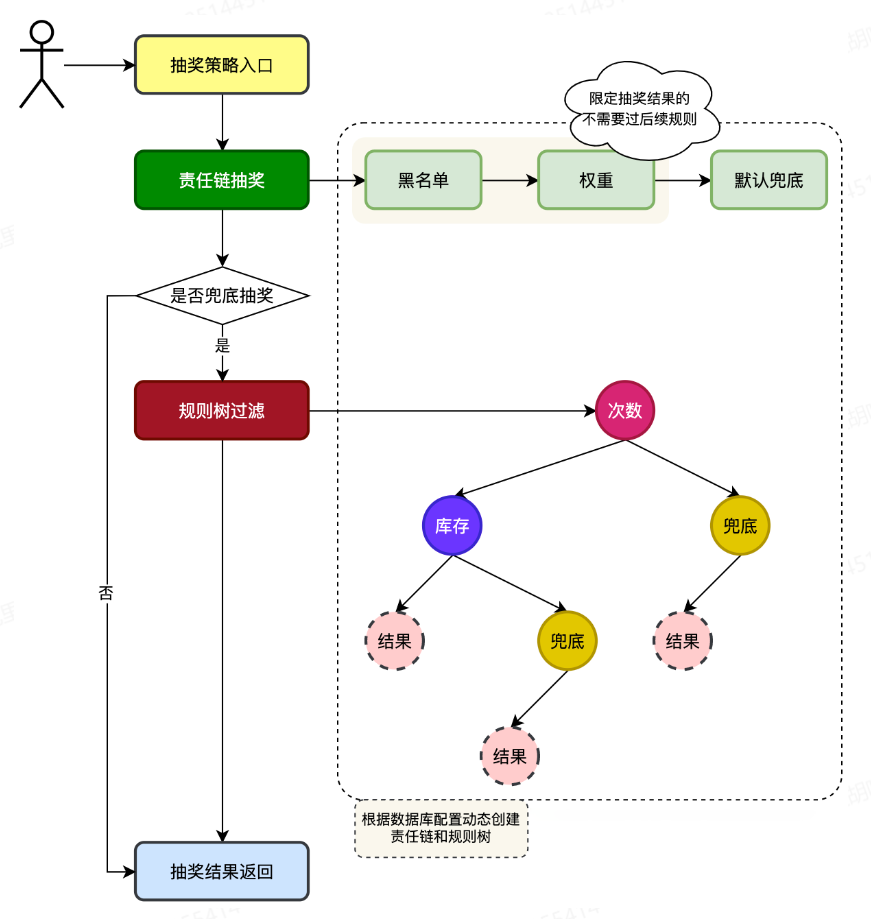 抽奖策略入口
限定抽奖结果的
不需要过后续规则
责任链抽奖
黑名单
权重
默认兜底
是否兜底抽奖
是
规则树过滤
次数
库存
兜底
否
结果
兜底
结果
结果
根据数据库配置动态创建
责任链和规则树
抽奖结果返回